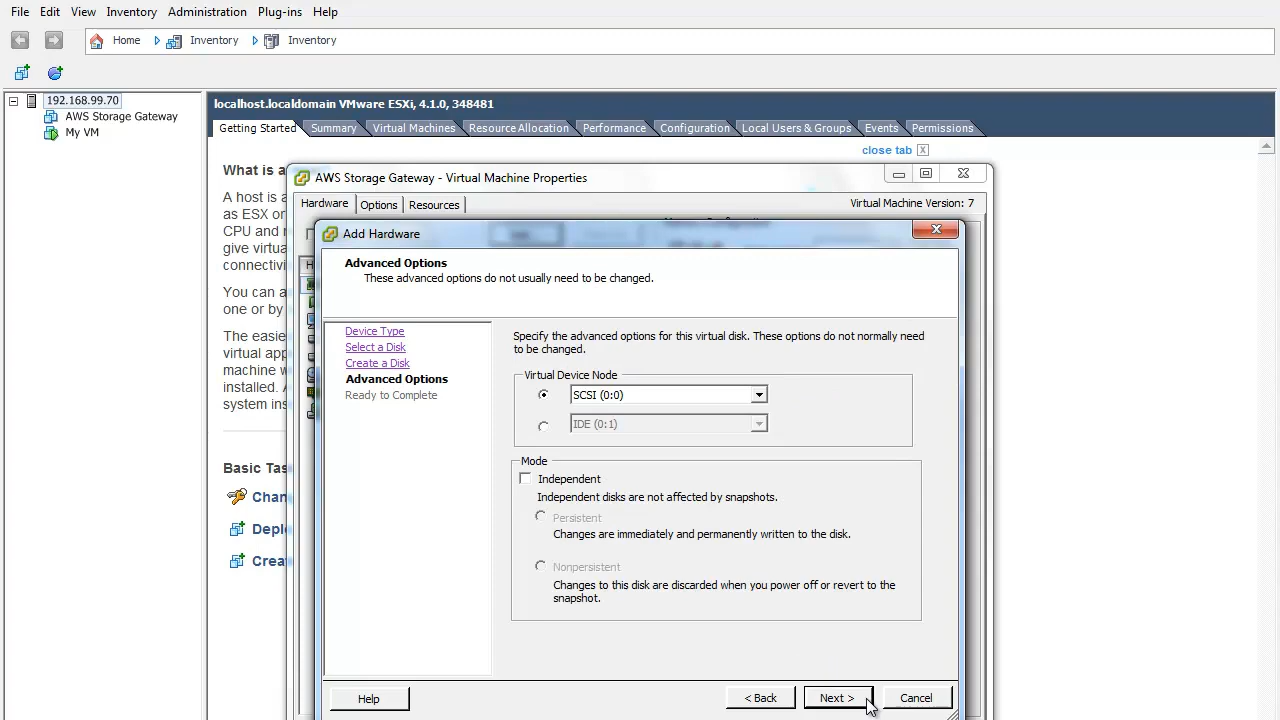 File Edit View Inventory Administration Plug-ins Help
Home Inventory Inventory
192.168.99.70
AWS Storage Gateway
My VM
localhost.localdomain VMware ESXi, 4.1.0, 348481
Getting Started Summary Virtual Machines Resource Allocation Performance Configuration Local Users & Groups Events Permissions
close tab X
What is a
A host is a
as ESX or
CPU and
give virtua
connectivi
You can a
one or by
The easie
virtual app
machine w
installed.
system ins
Basic Tas
Chan
Deplo
Crea
AWS Storage Gateway - Virtual Machine Properties
Hardware Options Resources Virtual Machine Version: 7
Add Hardware
Advanced Options
These advanced options do not usually need to be changed.
Device Type
Select a Disk
Create a Disk
Advanced Options
Ready to Complete
Specify the advanced options for this virtual disk. These options do not normally need
to be changed.
Virtual Device Node
SCSI (0:0)
IDE (0:1)
Mode
Independent
Independent disks are not affected by snapshots.
Persistent
Changes are immediately and permanently written to the disk.
Nonpersistent
Changes to this disk are discarded when you power off or revert to the
snapshot.
Help < Back Next > Cancel